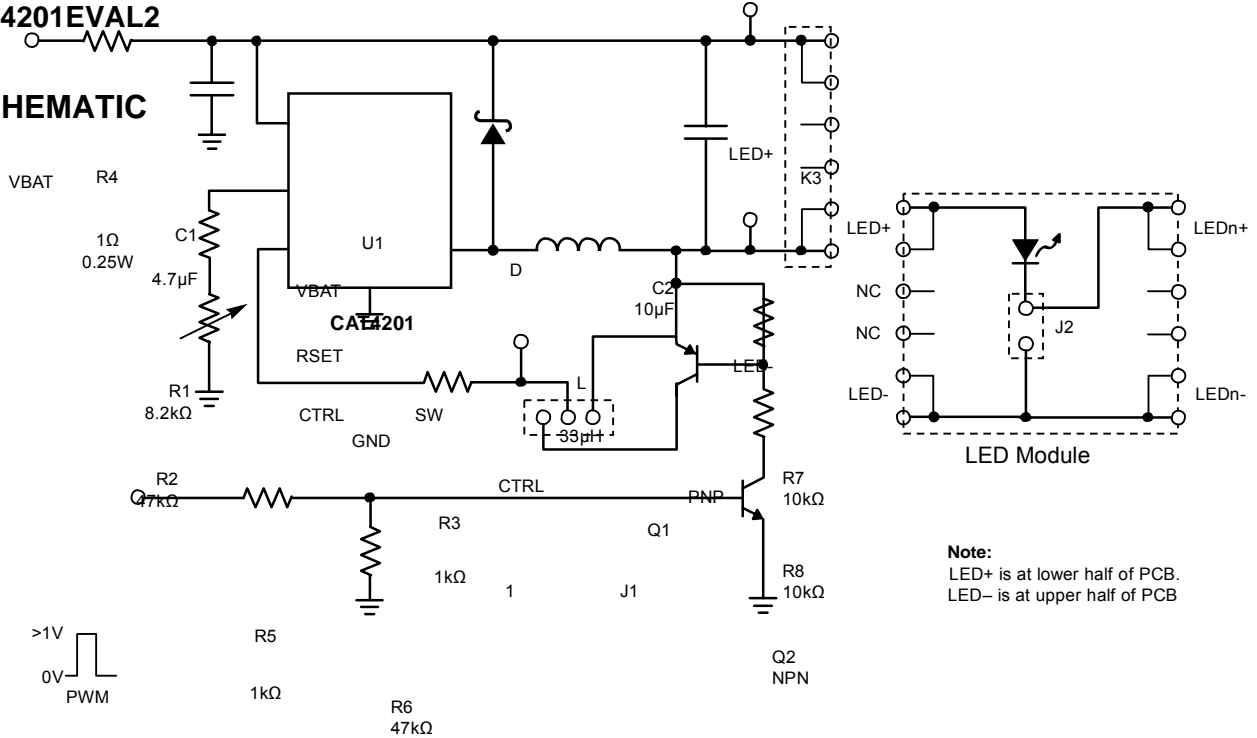 4201EVAL2
HEMATIC
VBAT
R4
1Ω
0.25W
C1
4.7µF
U1
VBAT
CAT4201
RSET
CTRL
SW
GND
R1
8.2kΩ
R2
47kΩ
D
C2
10µF
LED+
K3
LED-
L
33µH
CTRL
PNP
Q1
R3
1kΩ
1
J1
R7
10kΩ
R8
10kΩ
Q2
NPN
R5
1kΩ
R6
47kΩ
>1V
0V
PWM
LED+
NC
NC
LED-
J2
LEDn+
LEDn-
LED Module
Note:
LED+ is at lower half of PCB.
LED– is at upper half of PCB